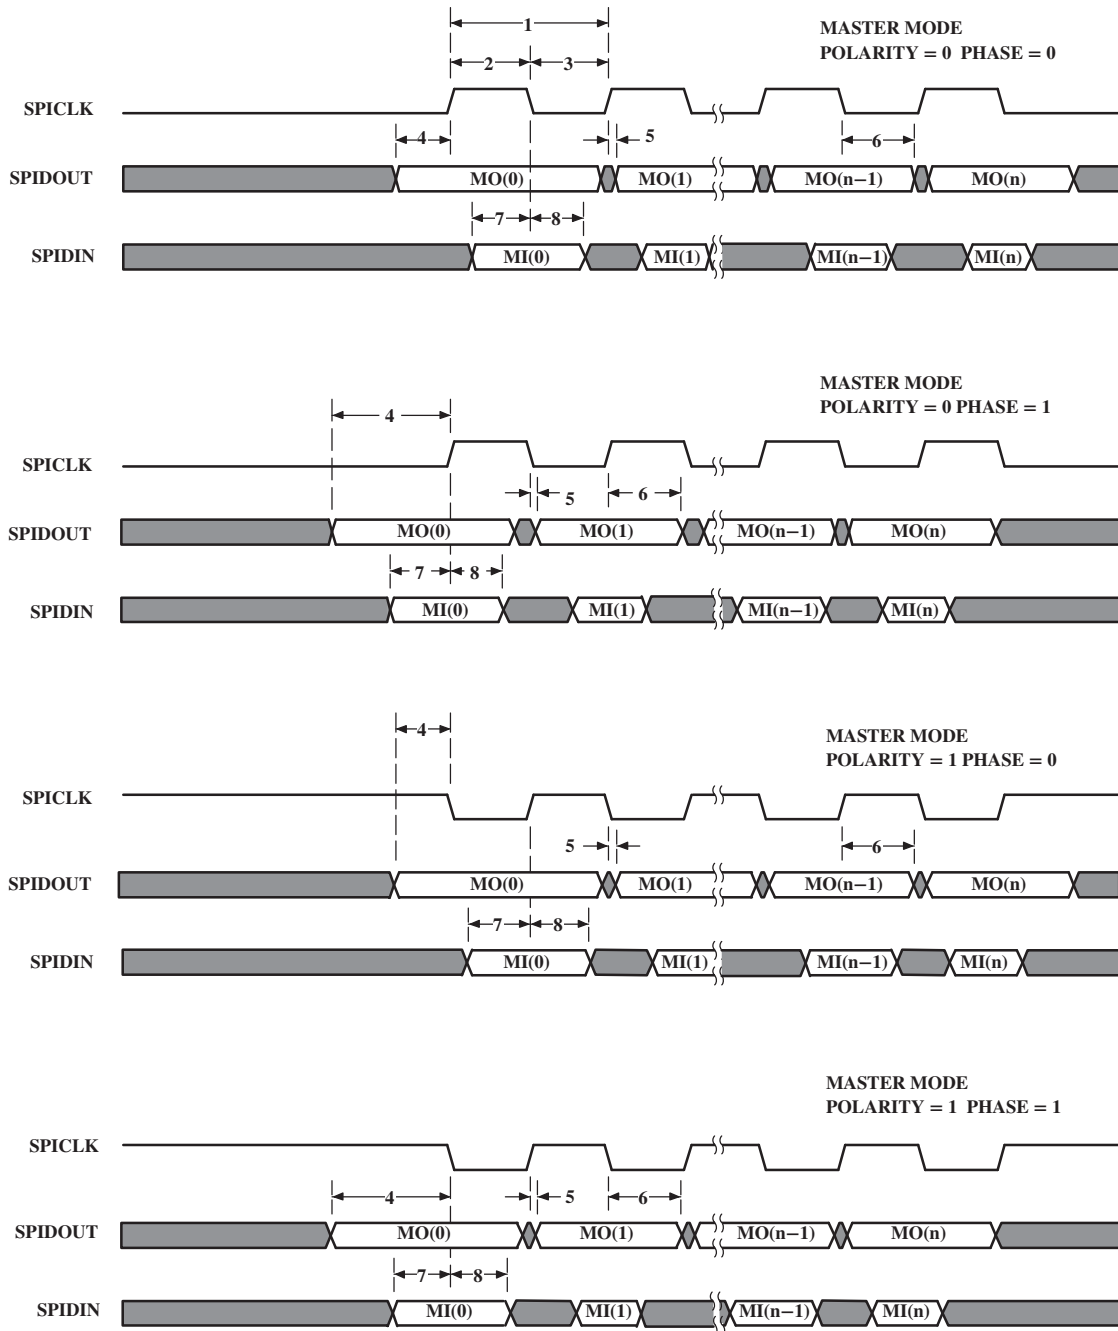 1
MASTER MODE
POLARITY = 0 PHASE = 0
2 3
SPICLK
4 5 6
SPIDOUT MO(0) MO(1) MO(n−1) MO(n)
7 8
SPIDIN MI(0) MI(1) MI(n−1) MI(n)
MASTER MODE
POLARITY = 0 PHASE = 1
4
SPICLK
5 6
SPIDOUT MO(0) MO(1) MO(n−1) MO(n)
7 8
SPIDIN MI(0) MI(1) MI(n−1) MI(n)
4
MASTER MODE
POLARITY = 1 PHASE = 0
SPICLK
5 6
SPIDOUT MO(0) MO(1) MO(n−1) MO(n)
7 8
SPIDIN MI(0) MI(1) MI(n−1) MI(n)
MASTER MODE
POLARITY = 1 PHASE = 1
SPICLK
4 5 6
SPIDOUT MO(0) MO(1) MO(n−1) MO(n)
7 8
SPIDIN MI(0) MI(1) MI(n−1) MI(n)